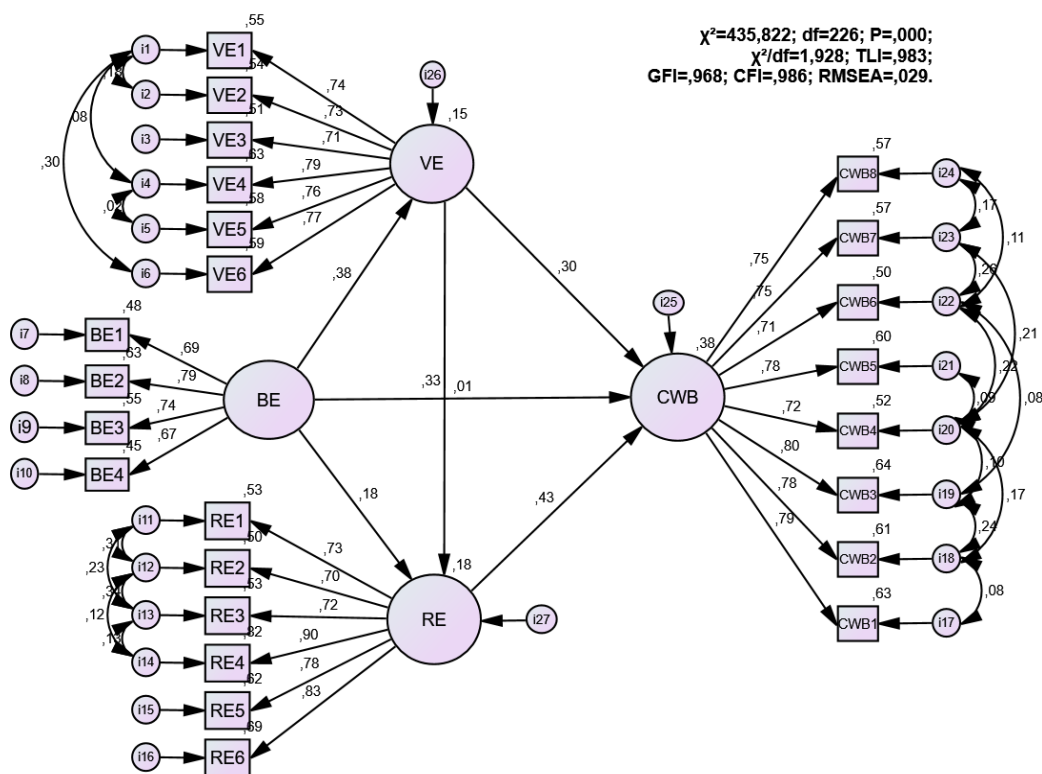 χ²=435,822; df=226; P=,000;
χ²/df=1,928; TLI=,983;
GFI=,968; CFI=,986; RMSEA=,029.
,55
i1
VE1
,54
i2
VE2
,51
i3
VE3
,63
i4
VE4
,58
i5
VE5
,59
i6
VE6
,08
,30
,74
,73
,71
,79
,76
,77
i26
,15
VE
,38
,33
,01
,30
,48
i7
BE1
,63
i8
BE2
,55
i9
BE3
,45
i10
BE4
,69
,79
,74
,67
BE
,18
,43
,53
i11
RE1
,50
i12
RE2
,53
i13
RE3
,82
i14
RE4
,62
i15
RE5
,69
i16
RE6
,23
,12
,73
,70
,72
,90
,78
,83
,18
RE
i27
i25
,38
CWB
,75
,75
,71
,78
,72
,80
,78
,79
,57
CWB8
i24
,57
CWB7
i23
,50
CWB6
i22
,60
CWB5
i21
,52
CWB4
i20
,64
CWB3
i19
,61
CWB2
i18
,63
CWB1
i17
,17
,11
,26
,21
,22
,08
,09
,10
,17
,24
,08